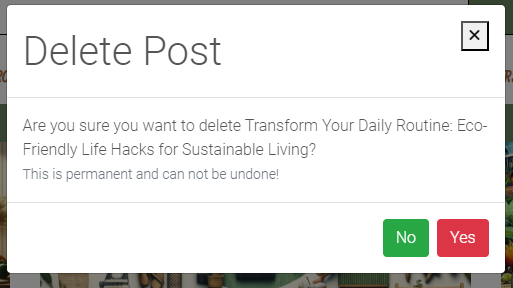 Delete Post
×
Are you sure you want to delete Transform Your Daily Routine: Eco-
Friendly Life Hacks for Sustainable Living?
This is permanent and can not be undone!
No Yes